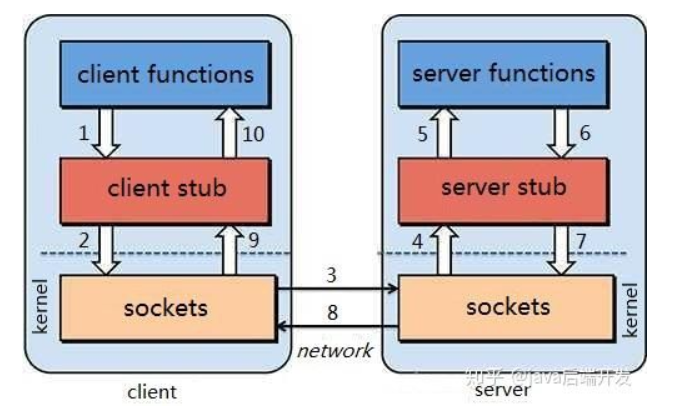 client functions
server functions
1
10
5
6
client stub
server stub
2
9
4
7
kernel
sockets
3
8
network
sockets
kernel
知乎 @java后端开发
client
server